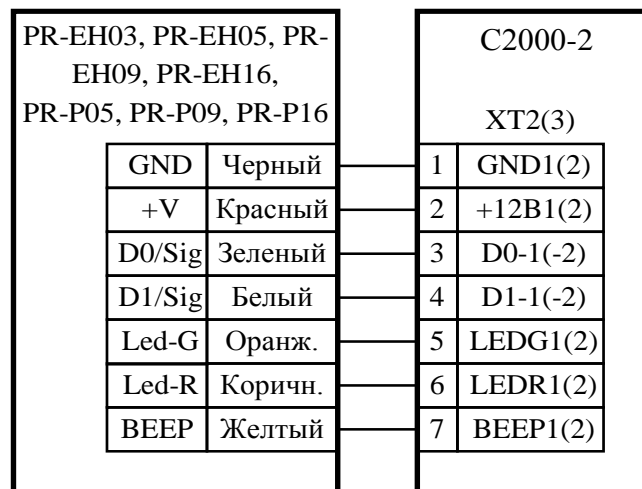 PR-EH03, PR-EH05, PR-
EH09, PR-EH16,
PR-P05, PR-P09, PR-P16
C2000-2
XT2(3)
GND Черный 1 GND1(2)
+V Красный 2 +12В1(2)
D0/Sig Зеленый 3 D0-1(-2)
D1/Sig Белый 4 D1-1(-2)
Led-G Оранж. 5 LEDG1(2)
Led-R Коричн. 6 LEDR1(2)
BEEP Желтый 7 BEEP1(2)